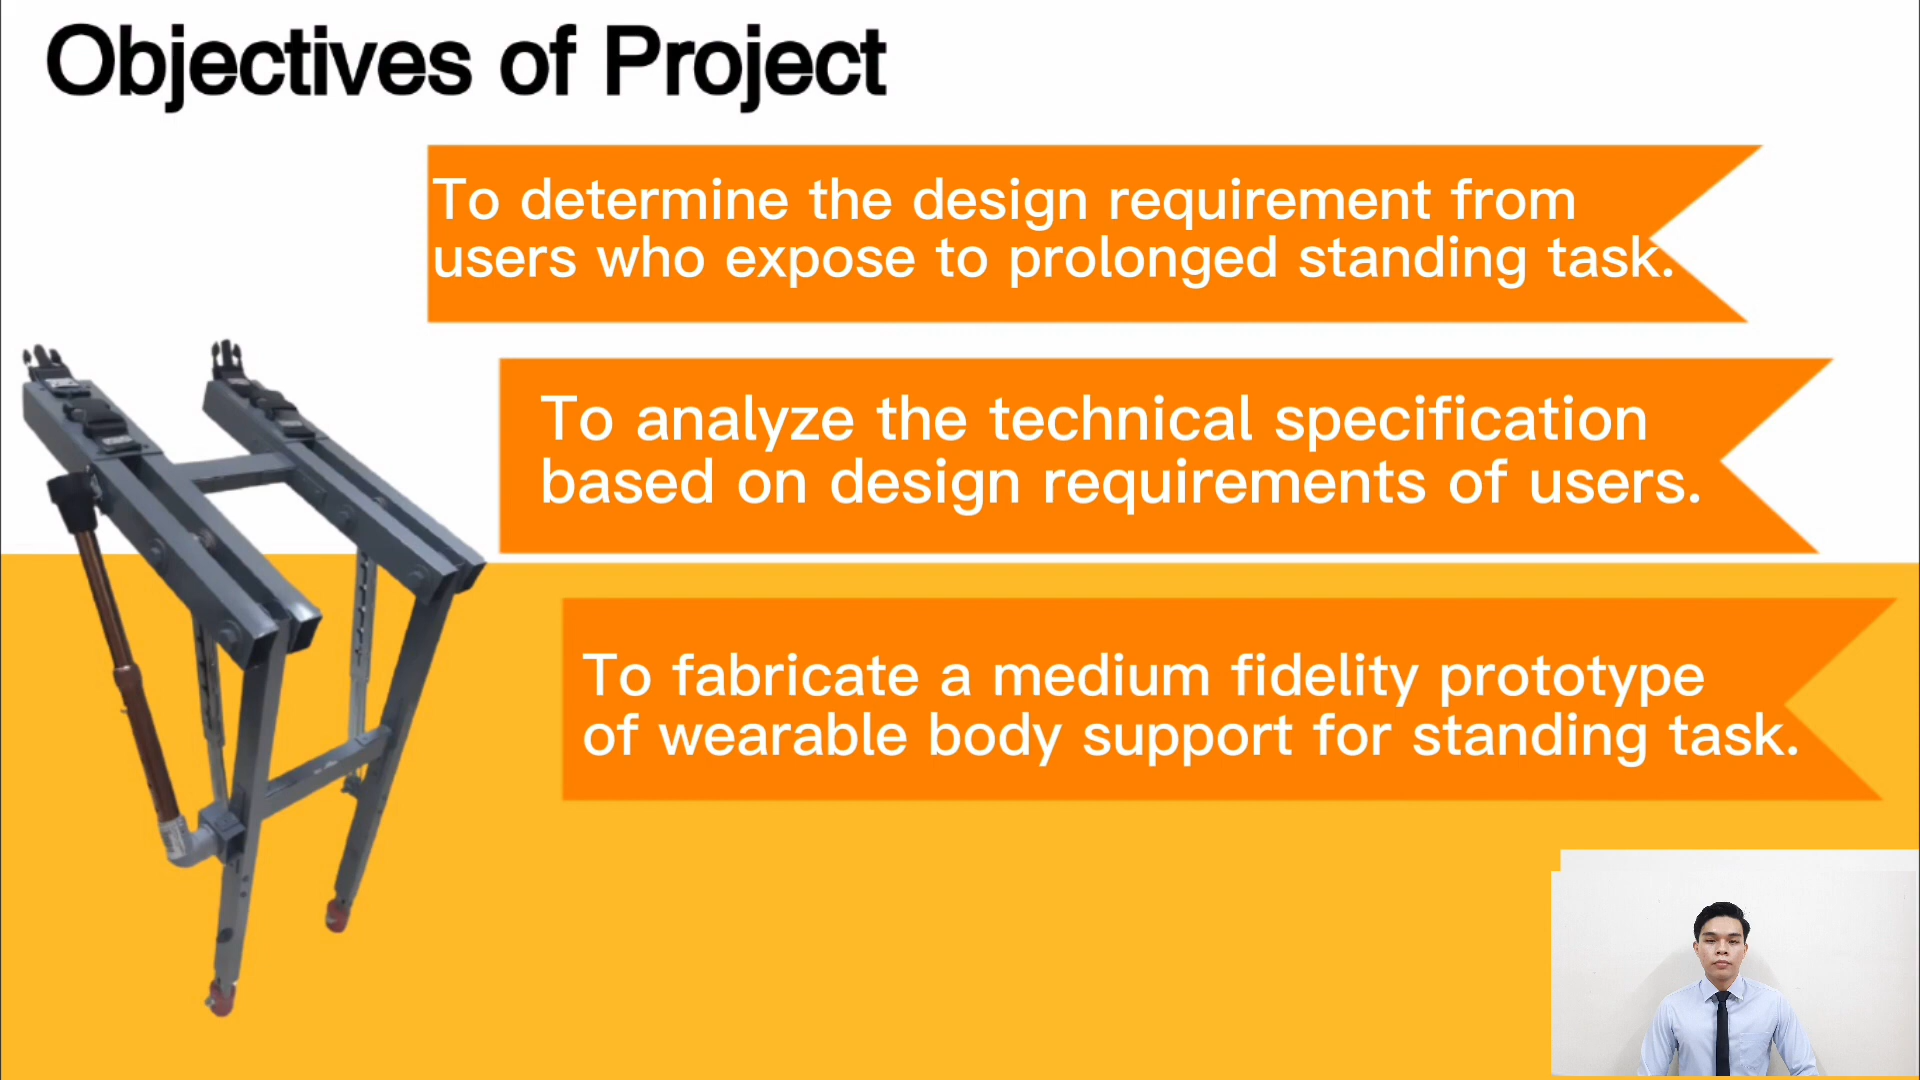 Objectives of Project
To determine the design requirement from
users who expose to prolonged standing task.
To analyze the technical specification
based on design requirements of users.
To fabricate a medium fidelity prototype
of wearable body support for standing task.